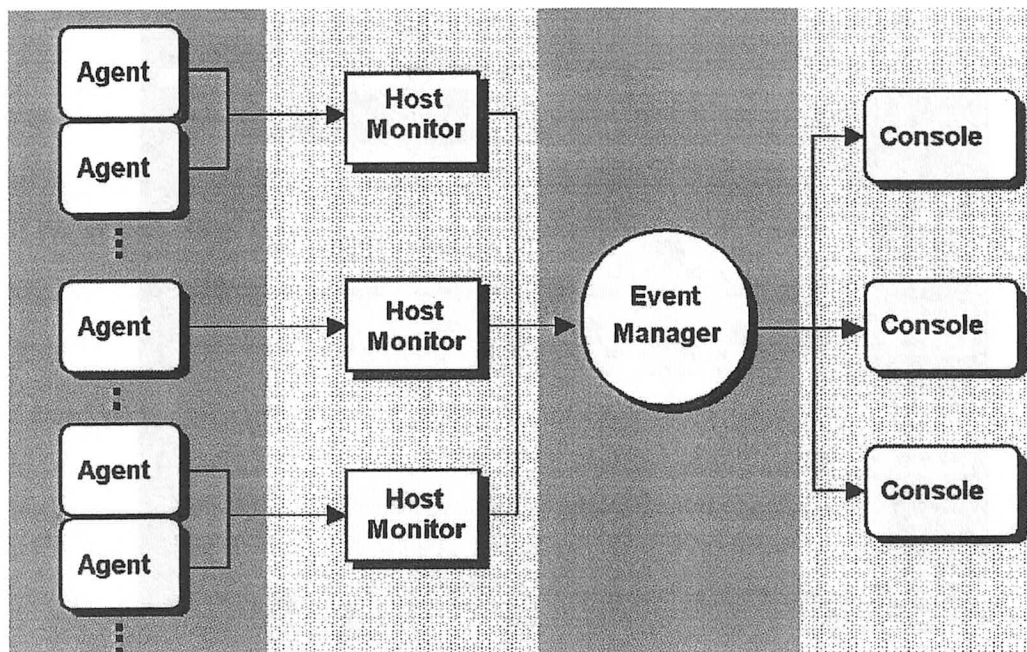 Agent
Agent
Agent
Agent
Agent
Host
Monitor
Host
Monitor
Host
Monitor
Event
Manager
Console
Console
Console